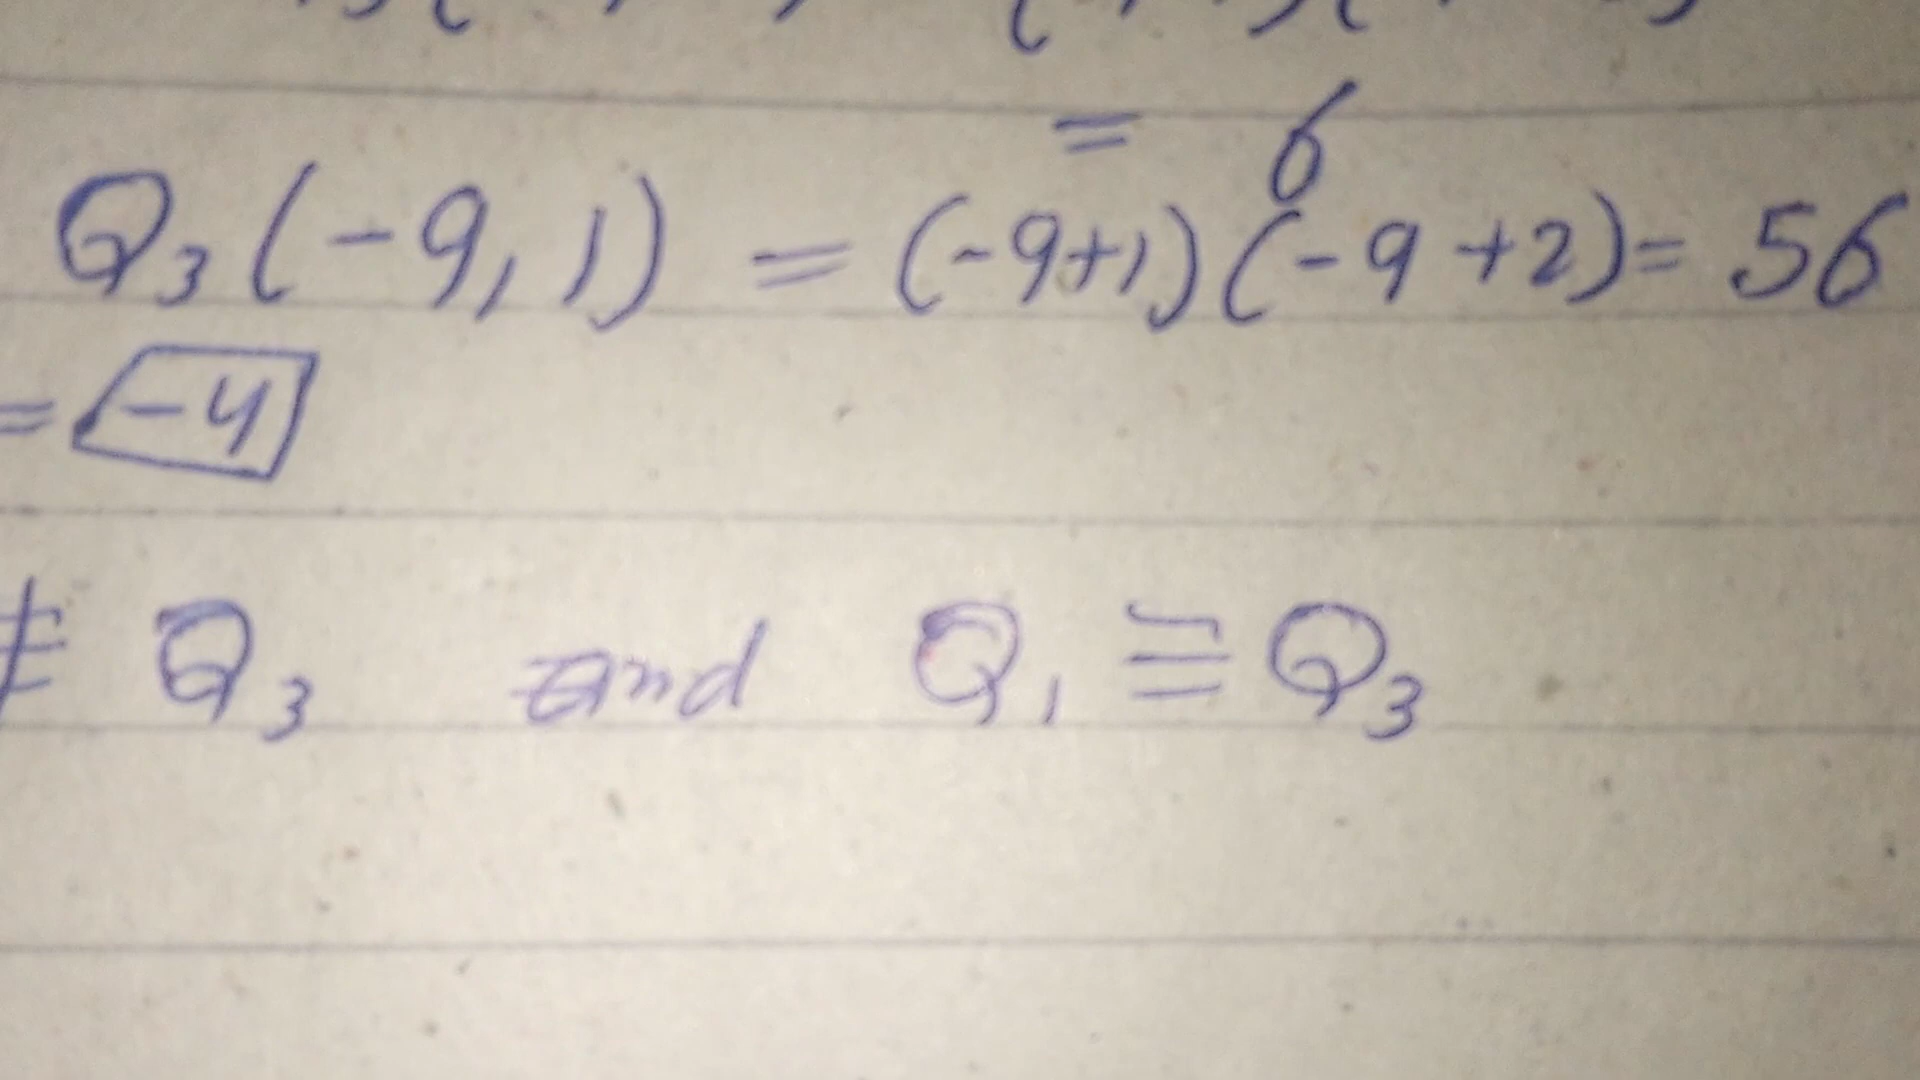 = 6
Q₃(-9, 1) = (-9+1)(-9+2) = 56
= -4
≢ Q₃ and Q₁ ≅ Q₃